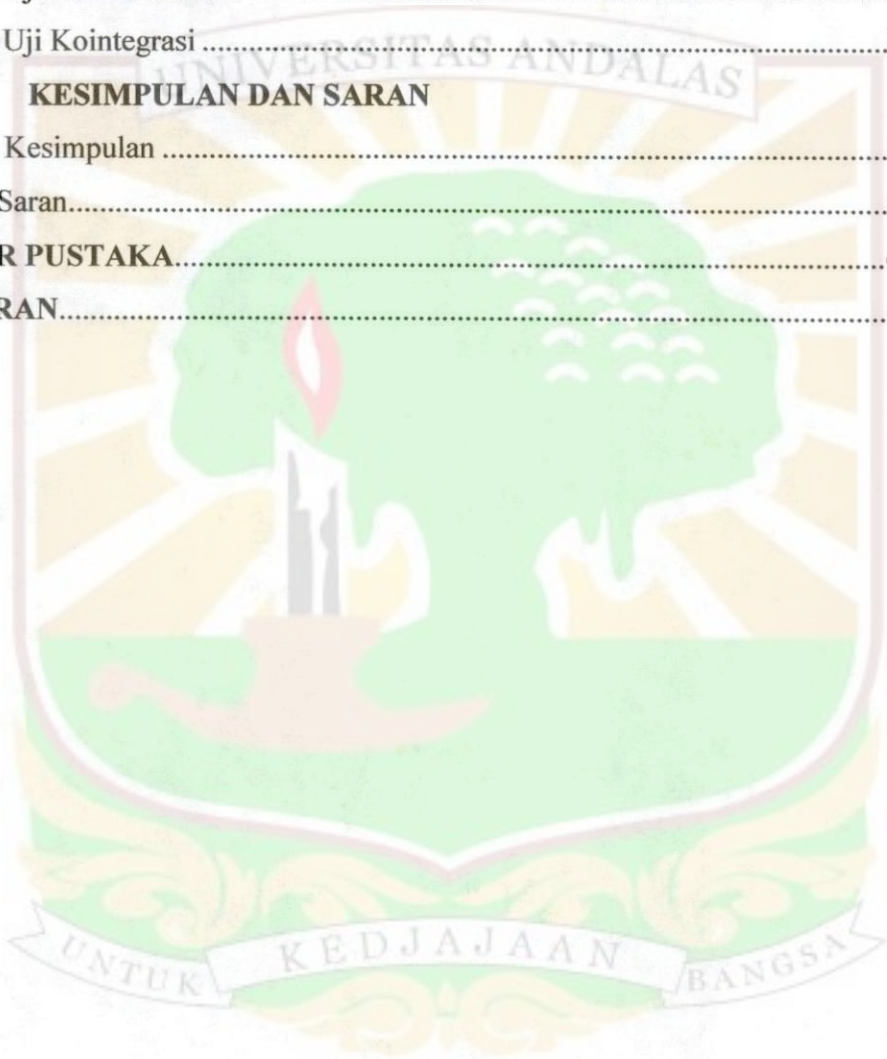 Uji Kointegrasi ........................................................................................
UNIVERSITAS ANDALAS
KESIMPULAN DAN SARAN
Kesimpulan ..............................................................................................
Saran.........................................................................................................
R PUSTAKA.............................................................................................
RAN...........................................................................................................
UNTUK KEDJAJAAN BANGSA